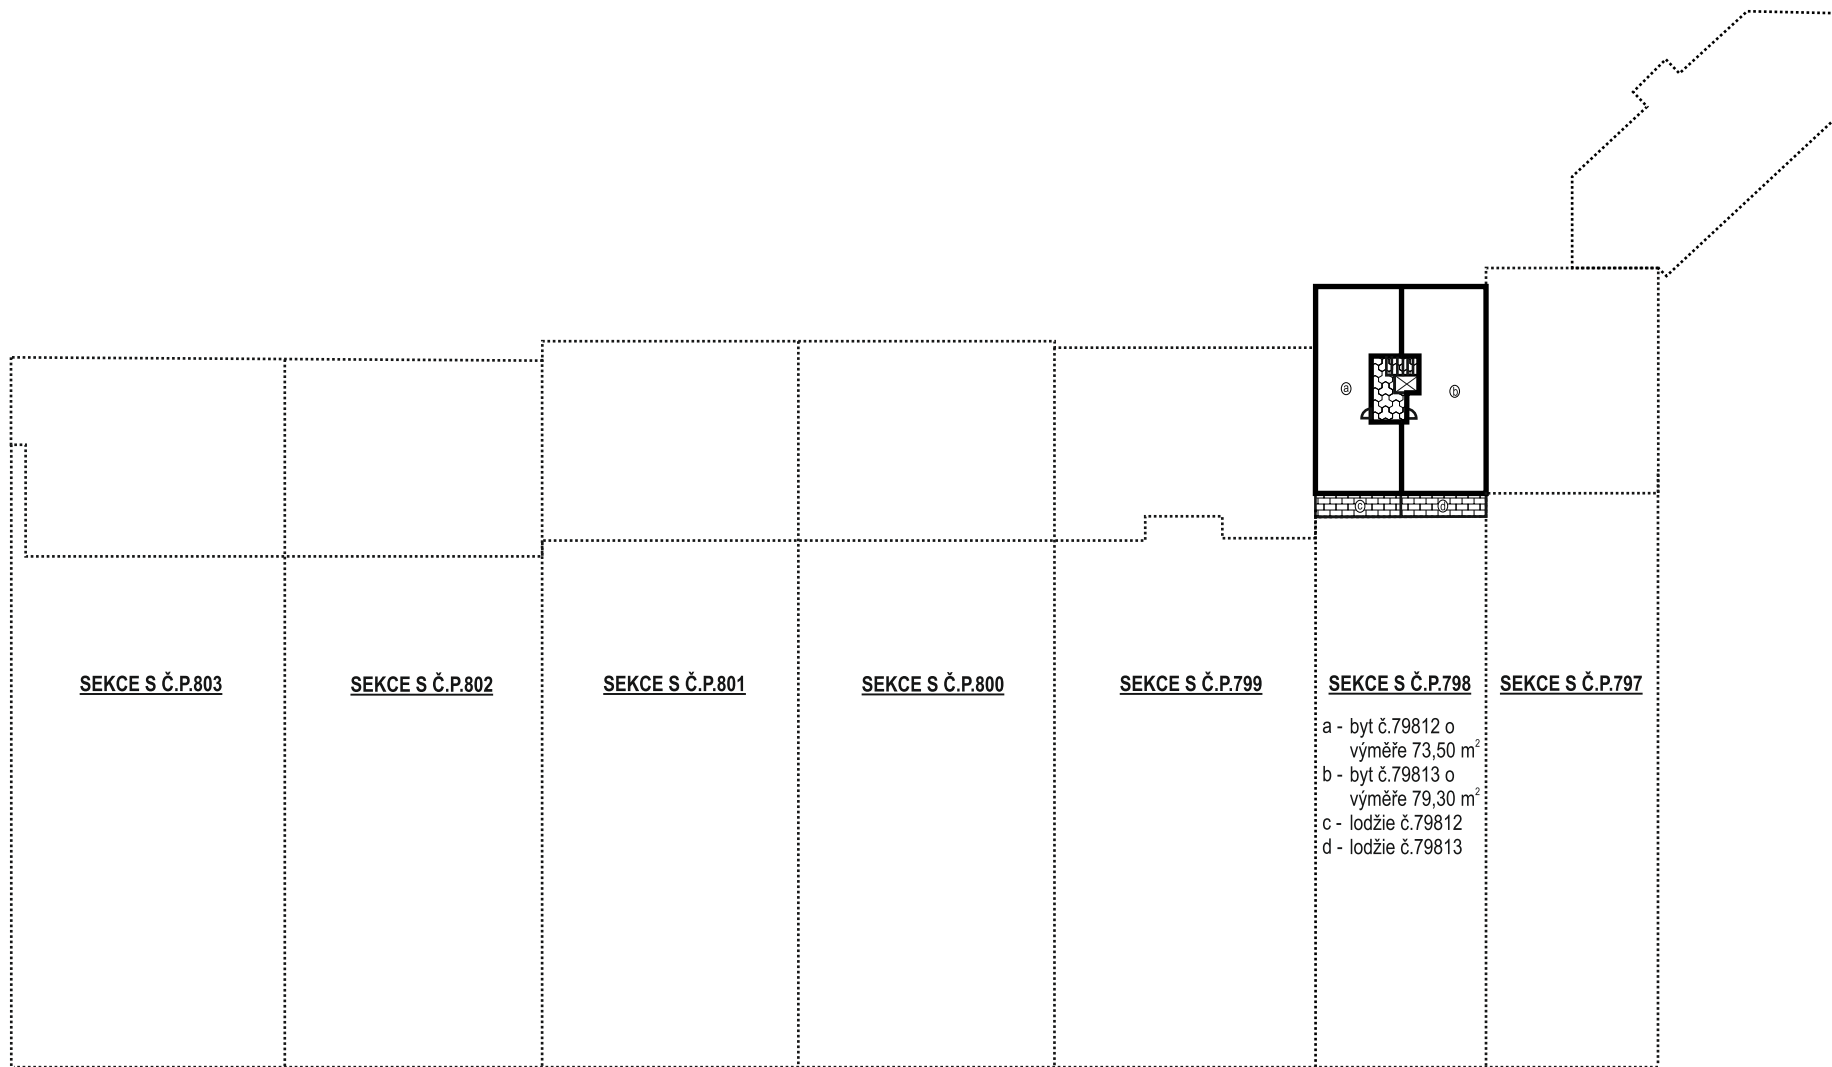 a
b
c
d
SEKCE S Č.P.803
SEKCE S Č.P.802
SEKCE S Č.P.801
SEKCE S Č.P.800
SEKCE S Č.P.799
SEKCE S Č.P.798
SEKCE S Č.P.797
a - byt č.79812 o
výměře 73,50 m²
b - byt č.79813 o
výměře 79,30 m²
c - lodžie č.79812
d - lodžie č.79813